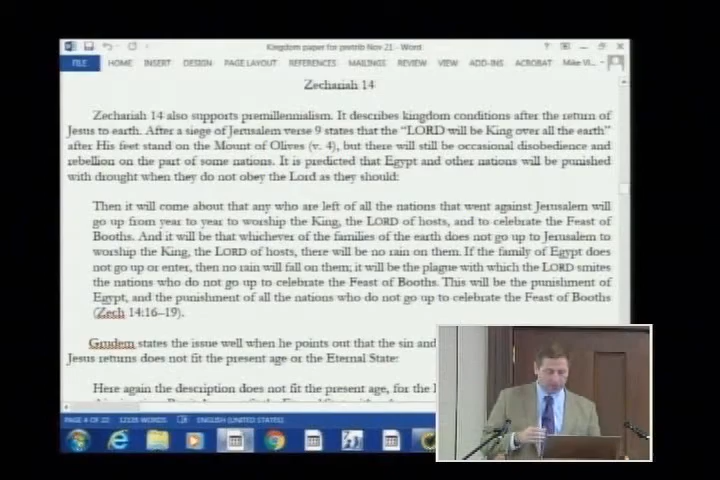 Kingdom paper for pretrib Nov 21 - Word
FILE HOME INSERT DESIGN PAGE LAYOUT REFERENCES MAILINGS REVIEW VIEW ADD-INS ACROBAT Mike Vl...
Zechariah 14
Zechariah 14 also supports premillennialism. It describes kingdom conditions after the return of
Jesus to earth. After a siege of Jerusalem verse 9 states that the “LORD will be King over all the earth”
after His feet stand on the Mount of Olives (v. 4), but there will still be occasional disobedience and
rebellion on the part of some nations. It is predicted that Egypt and other nations will be punished
with drought when they do not obey the Lord as they should:
Then it will come about that any who are left of all the nations that went against Jerusalem will
go up from year to year to worship the King, the LORD of hosts, and to celebrate the Feast of
Booths. And it will be that whichever of the families of the earth does not go up to Jerusalem to
worship the King, the LORD of hosts, there will be no rain on them. If the family of Egypt does
not go up or enter, then no rain will fall on them; it will be the plague with which the LORD smites
the nations who do not go up to celebrate the Feast of Booths. This will be the punishment of
Egypt, and the punishment of all the nations who do not go up to celebrate the Feast of Booths
(Zech 14:16–19).
Grudem states the issue well when he points out that the sin and
Jesus returns does not fit the present age or the Eternal State:
Here again the description does not fit the present age, for the
PAGE 4 OF 22 ENGLISH (UNITED STATES)